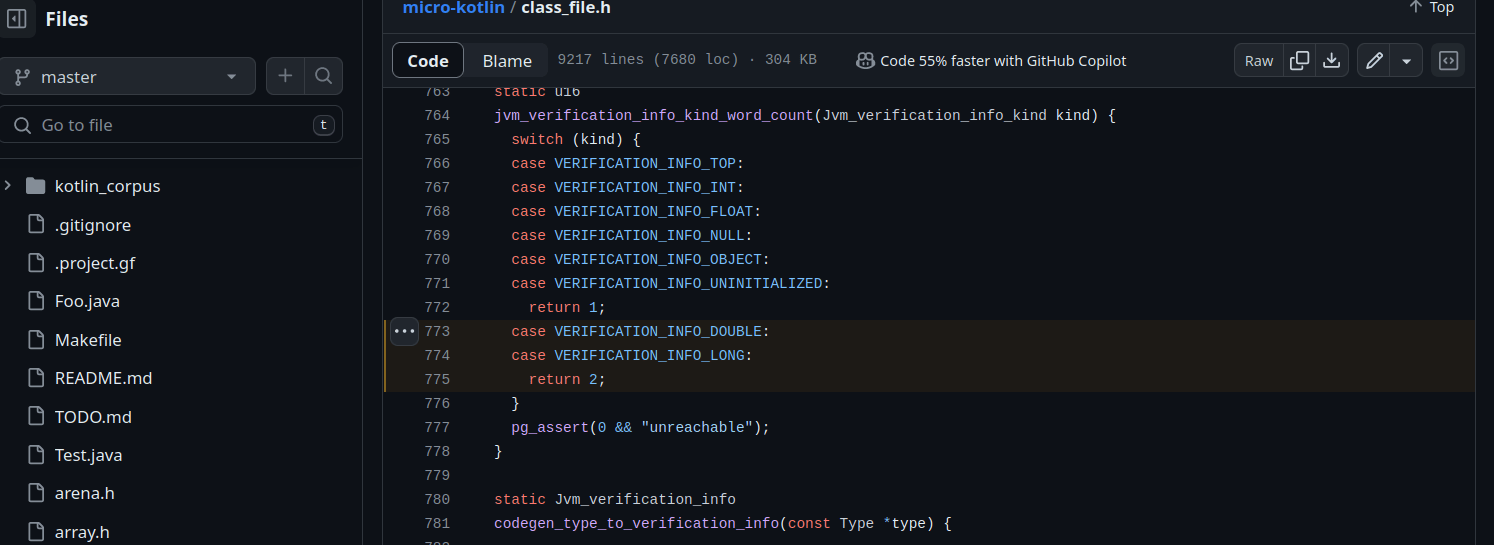 Files
master
Go to file
t
kotlin_corpus
.gitignore
.project.gf
Foo.java
Makefile
README.md
TODO.md
Test.java
arena.h
array.h
micro-kotlin / class_file.h
Top
Code Blame 9217 lines (7680 loc) · 304 KB Code 55% faster with GitHub Copilot Raw
763 static u16
764 jvm_verification_info_kind_word_count(Jvm_verification_info_kind kind) {
765 switch (kind) {
766 case VERIFICATION_INFO_TOP:
767 case VERIFICATION_INFO_INT:
768 case VERIFICATION_INFO_FLOAT:
769 case VERIFICATION_INFO_NULL:
770 case VERIFICATION_INFO_OBJECT:
771 case VERIFICATION_INFO_UNINITIALIZED:
772 return 1;
773 case VERIFICATION_INFO_DOUBLE:
774 case VERIFICATION_INFO_LONG:
775 return 2;
776 }
777 pg_assert(0 && "unreachable");
778 }
779
780 static Jvm_verification_info
781 codegen_type_to_verification_info(const Type *type) {